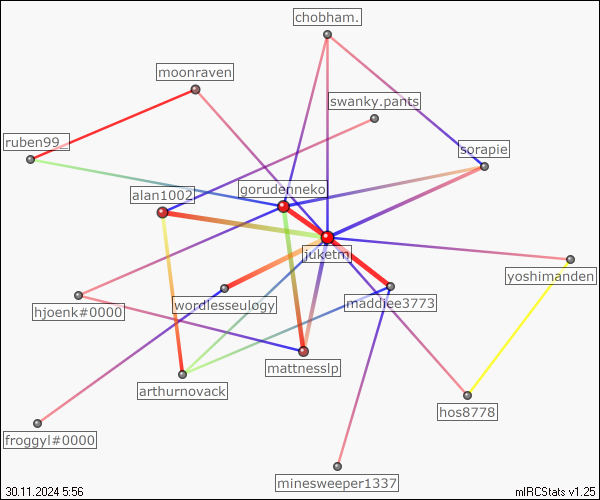 chobham.
moonraven
swanky.pants
ruben99_
sorapie
alan1002
gorudenneko
juketm
yoshimanden
hjoenk#0000
wordlesseulogy
maddiee3773
mattnesslp
arthurnovack
hos8778
froggyl#0000
minesweeper1337
30.11.2024 5:56
mIRCStats v1.25